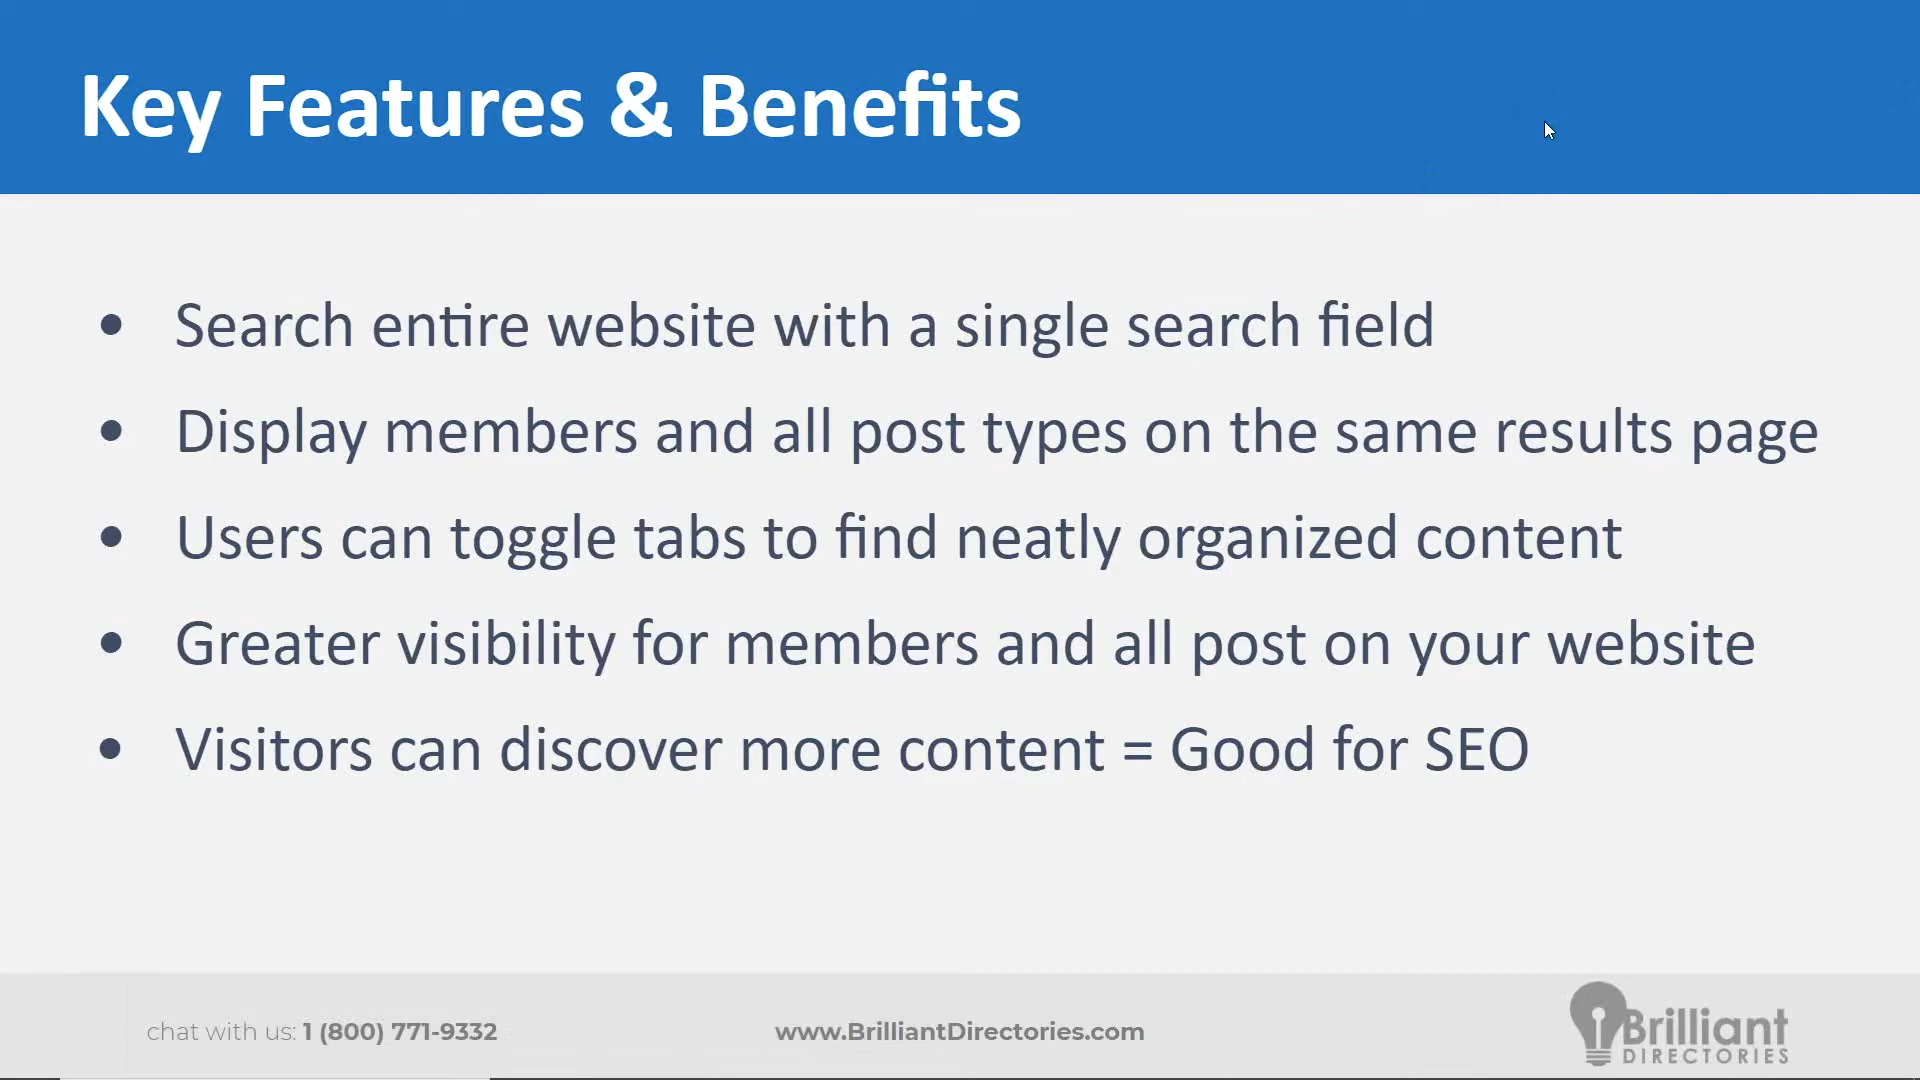 Key Features & Benefits
• Search entire website with a single search field
• Display members and all post types on the same results page
• Users can toggle tabs to find neatly organized content
• Greater visibility for members and all post on your website
• Visitors can discover more content = Good for SEO
chat with us: 1 (800) 771-9332
www.BrilliantDirectories.com
Brilliant
DIRECTORIES